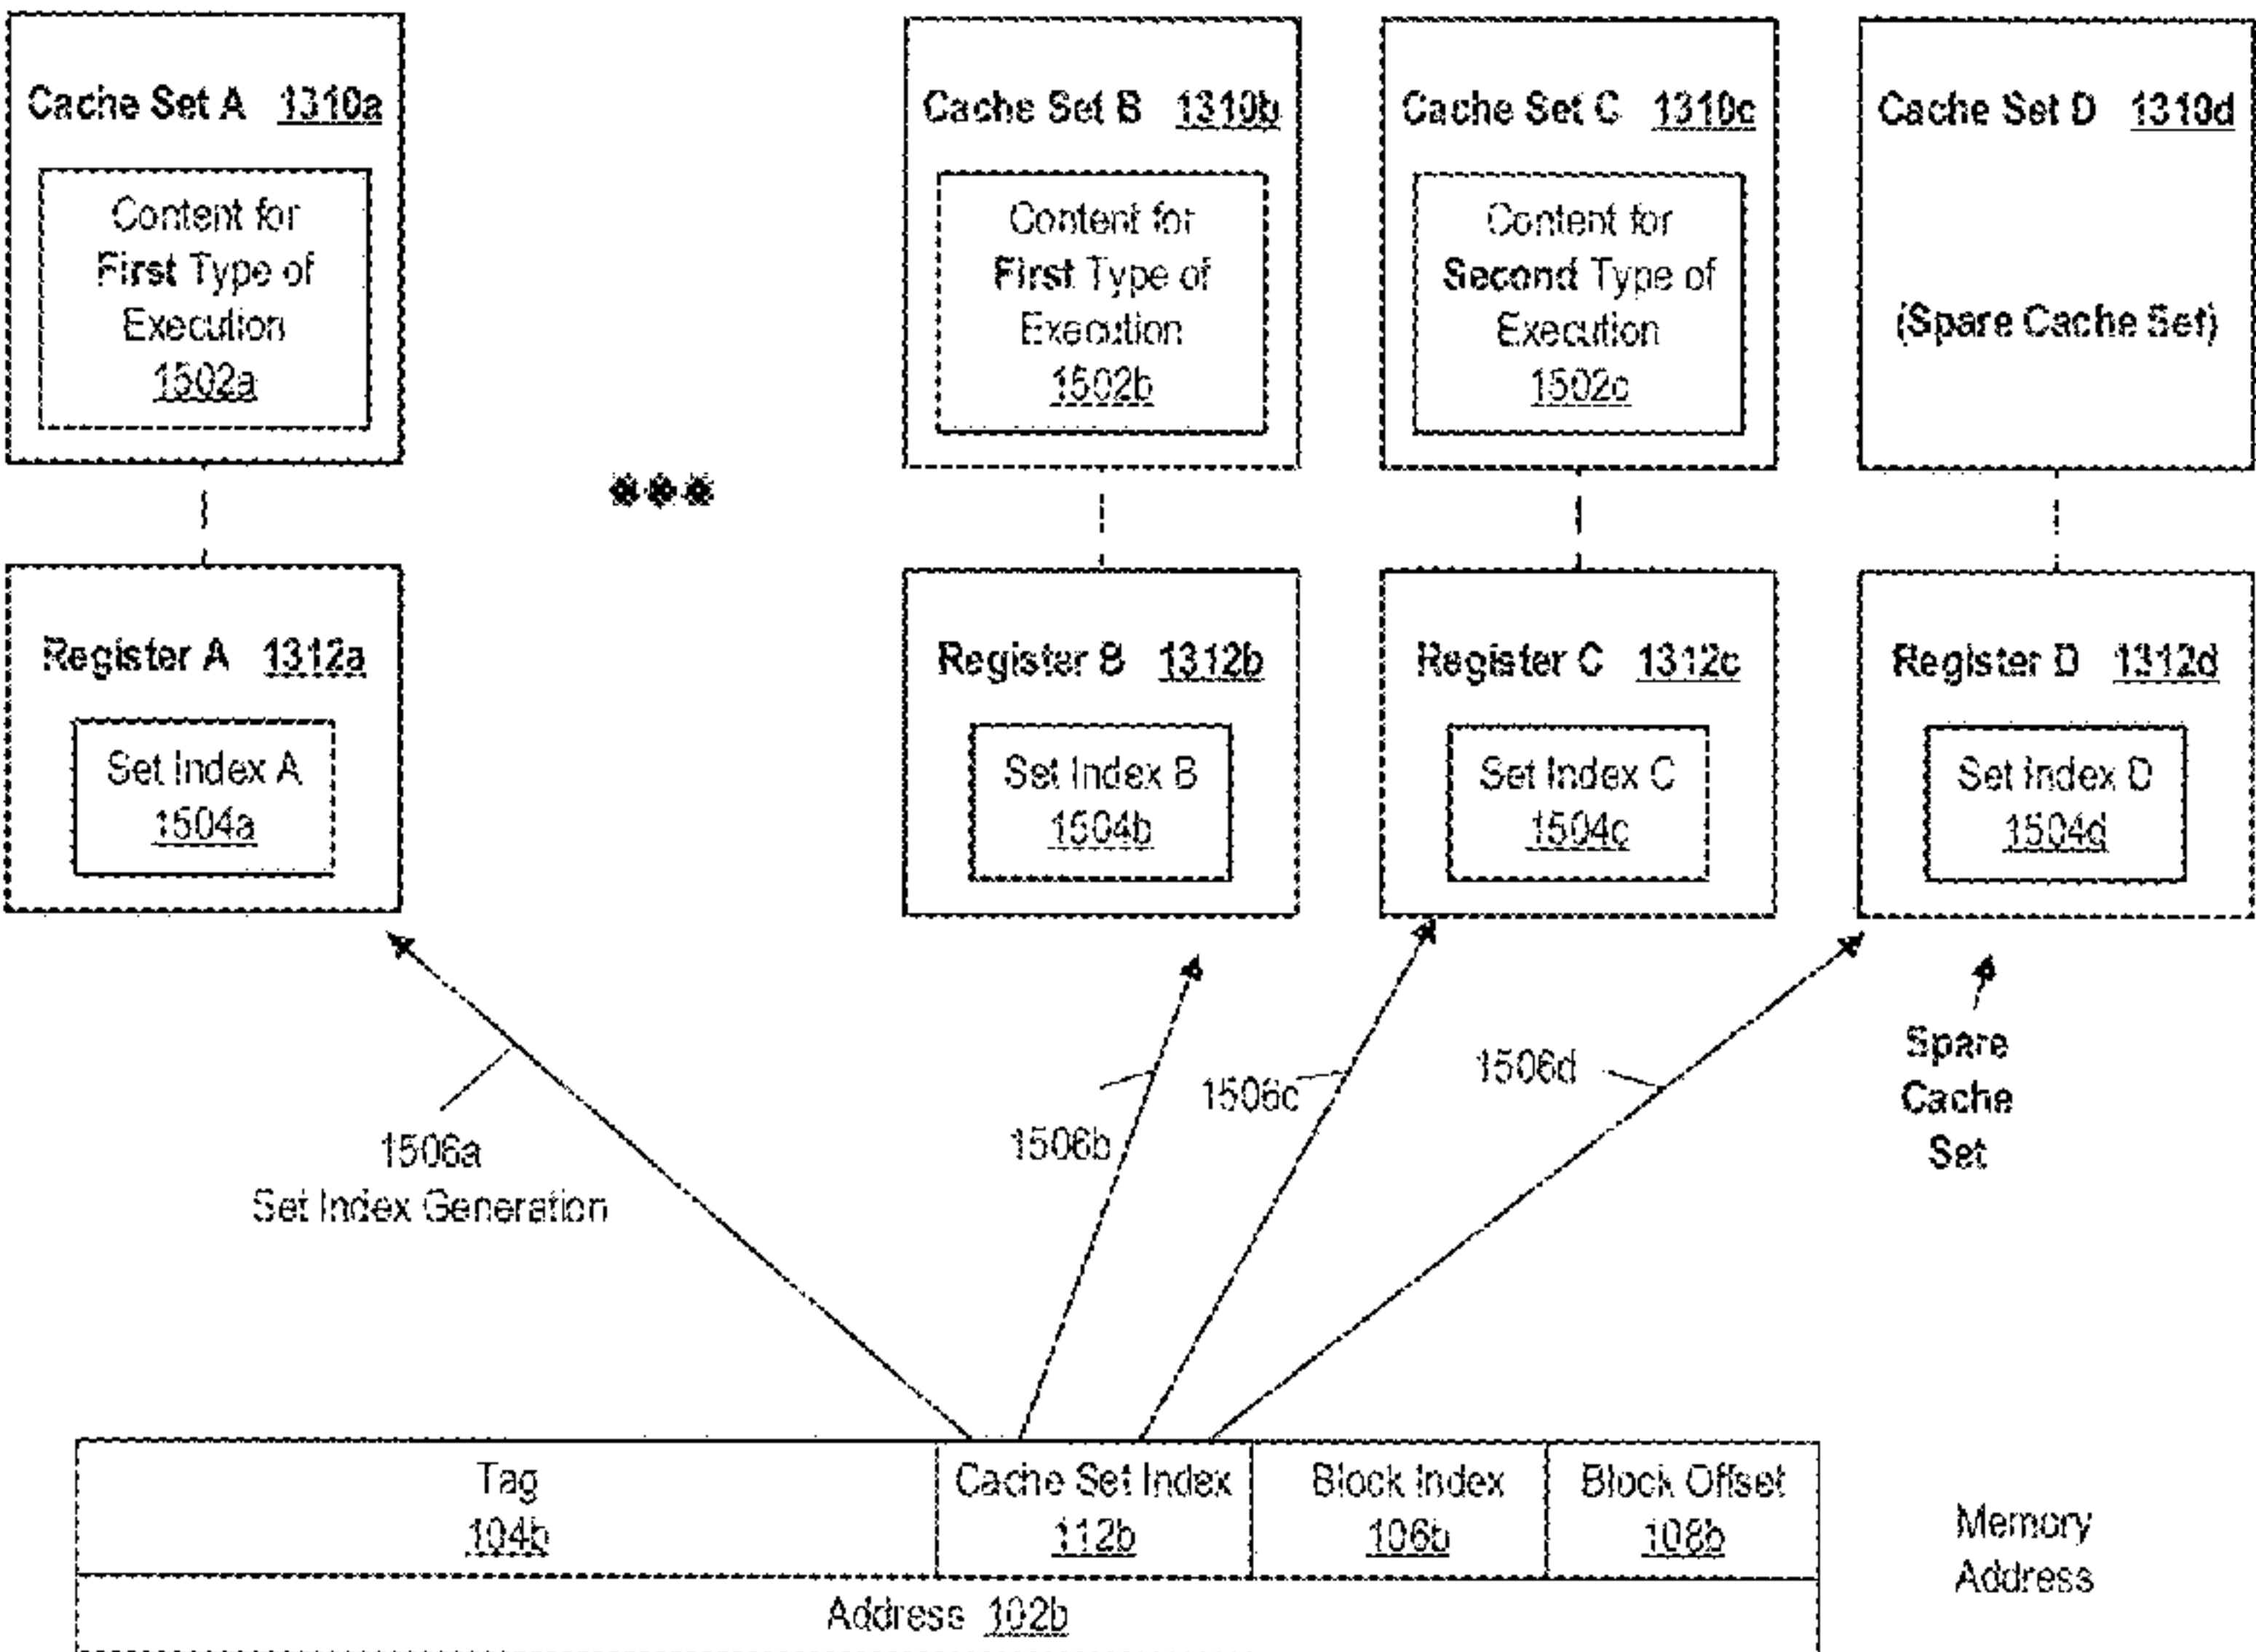 Cache Set A 1310a
Content for
First Type of
Execution
1502a
Cache Set B 1310b
Content for
First Type of
Execution
1502b
Cache Set C 1310c
Content for
Second Type of
Execution
1502c
Cache Set D 1310d
(Spare Cache Set)
Register A 1312a
Set Index A
1504a
Register B 1312b
Set Index B
1504b
Register C 1312c
Set Index C
1504c
Register D 1312d
Set Index D
1504d
1506a
Set Index Generation
1506b
1506c
1506d
Spare
Cache
Set
Tag
104b
Cache Set Index
112b
Block Index
106b
Block Offset
108b
Address 102b
Memory
Address